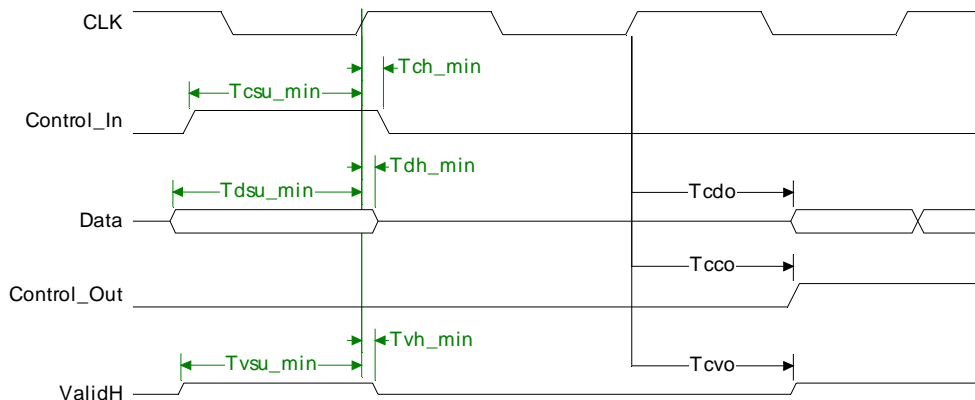 CLK
Tch_min
Tcsu_min
Control_In
Tdh_min
Tdsu_min
Tcdo
Data
Tcco
Control_Out
Tvh_min
Tvsu_min
Tcvo
ValidH